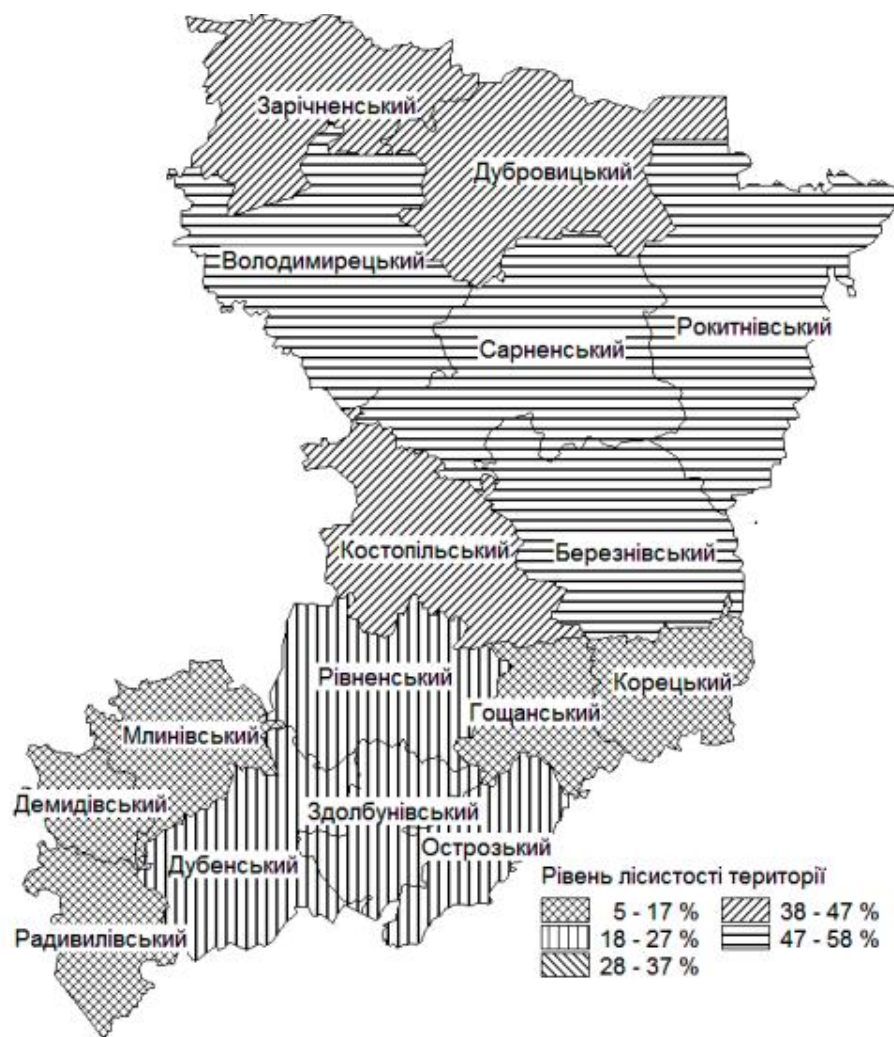 Зарічненський
Дубровицький
Володимирецький
Рокитнівський
Сарненський
Костопільський
Березнівський
Рівненський
Корецький
Гощанський
Млинівський
Демидівський
Здолбунівський
Острозький
Дубенський
Радивилівський
Рівень лісистості території
5 - 17 %
18 - 27 %
28 - 37 %
38 - 47 %
47 - 58 %